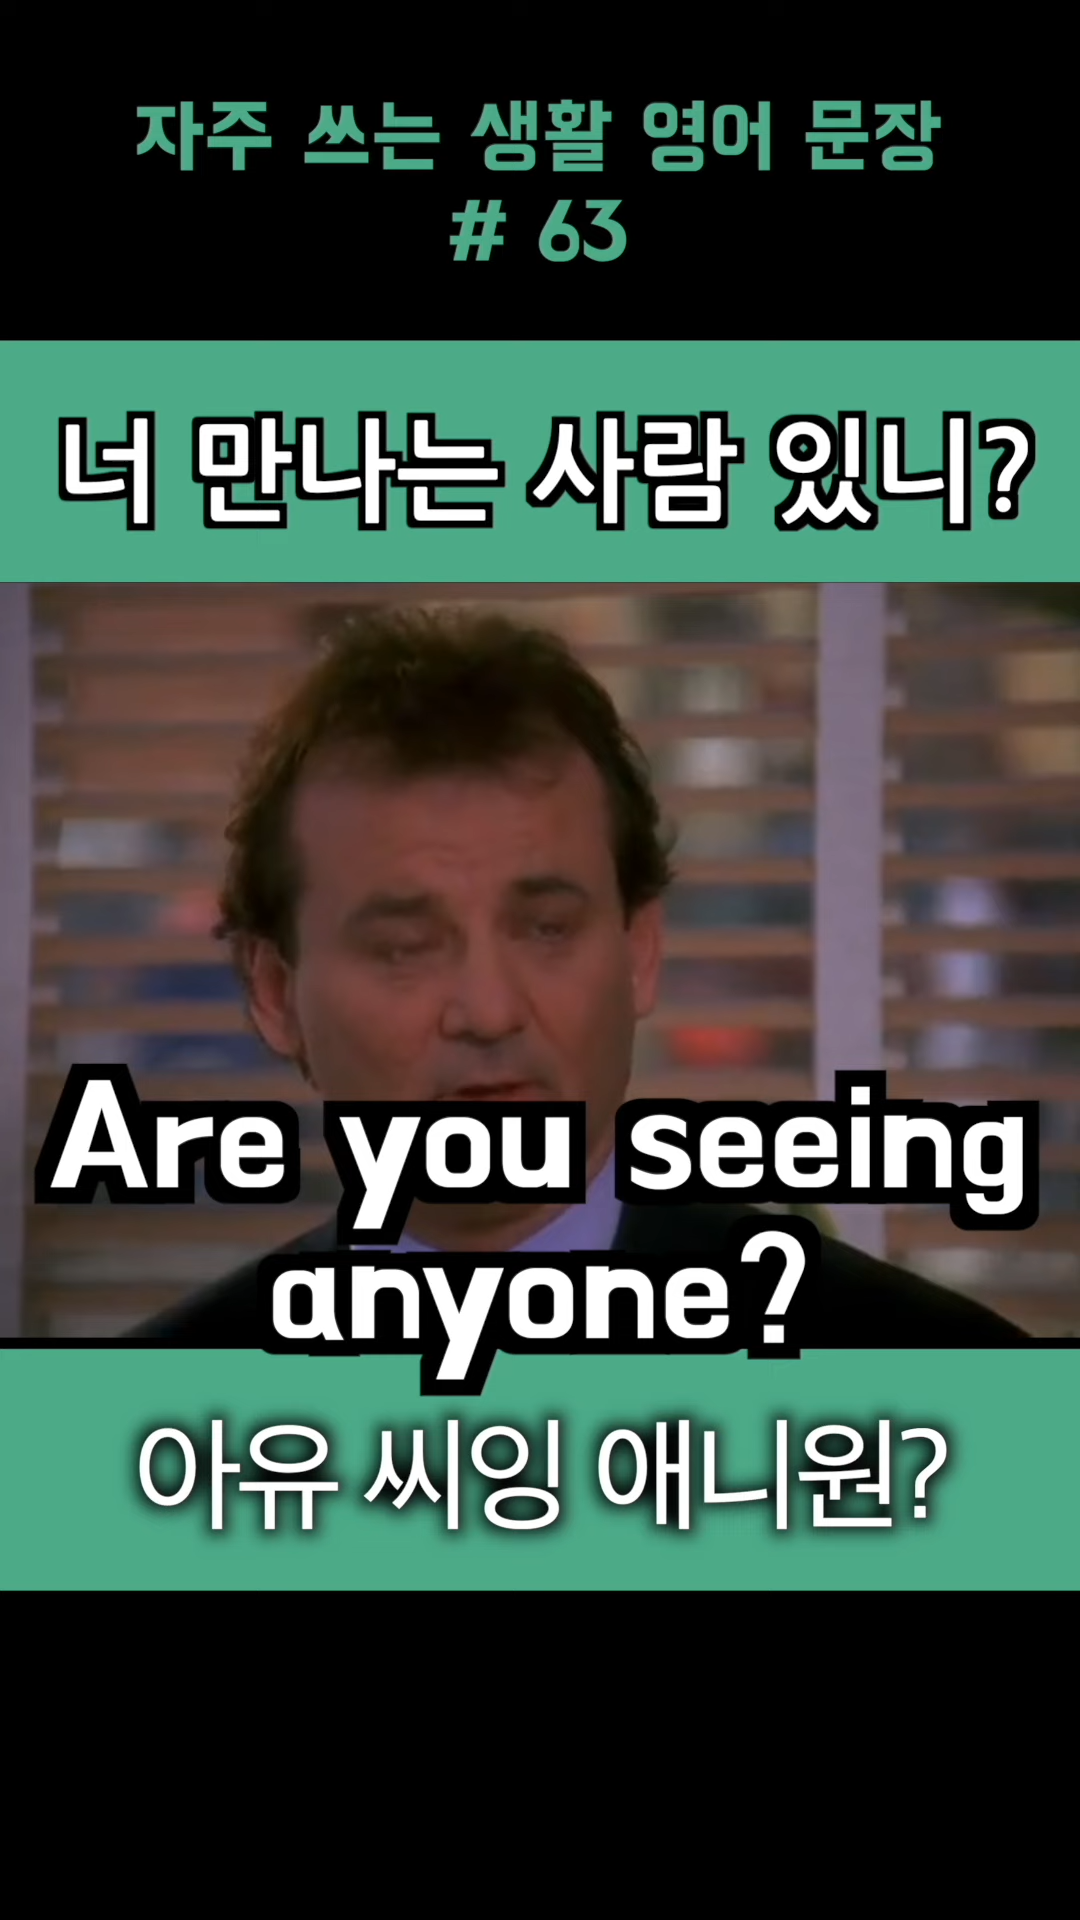 자주 쓰는 생활 영어 문장
# 63
너 만나는 사람 있니?
Are you seeing
anyone?
아유 씨잉 애니원?